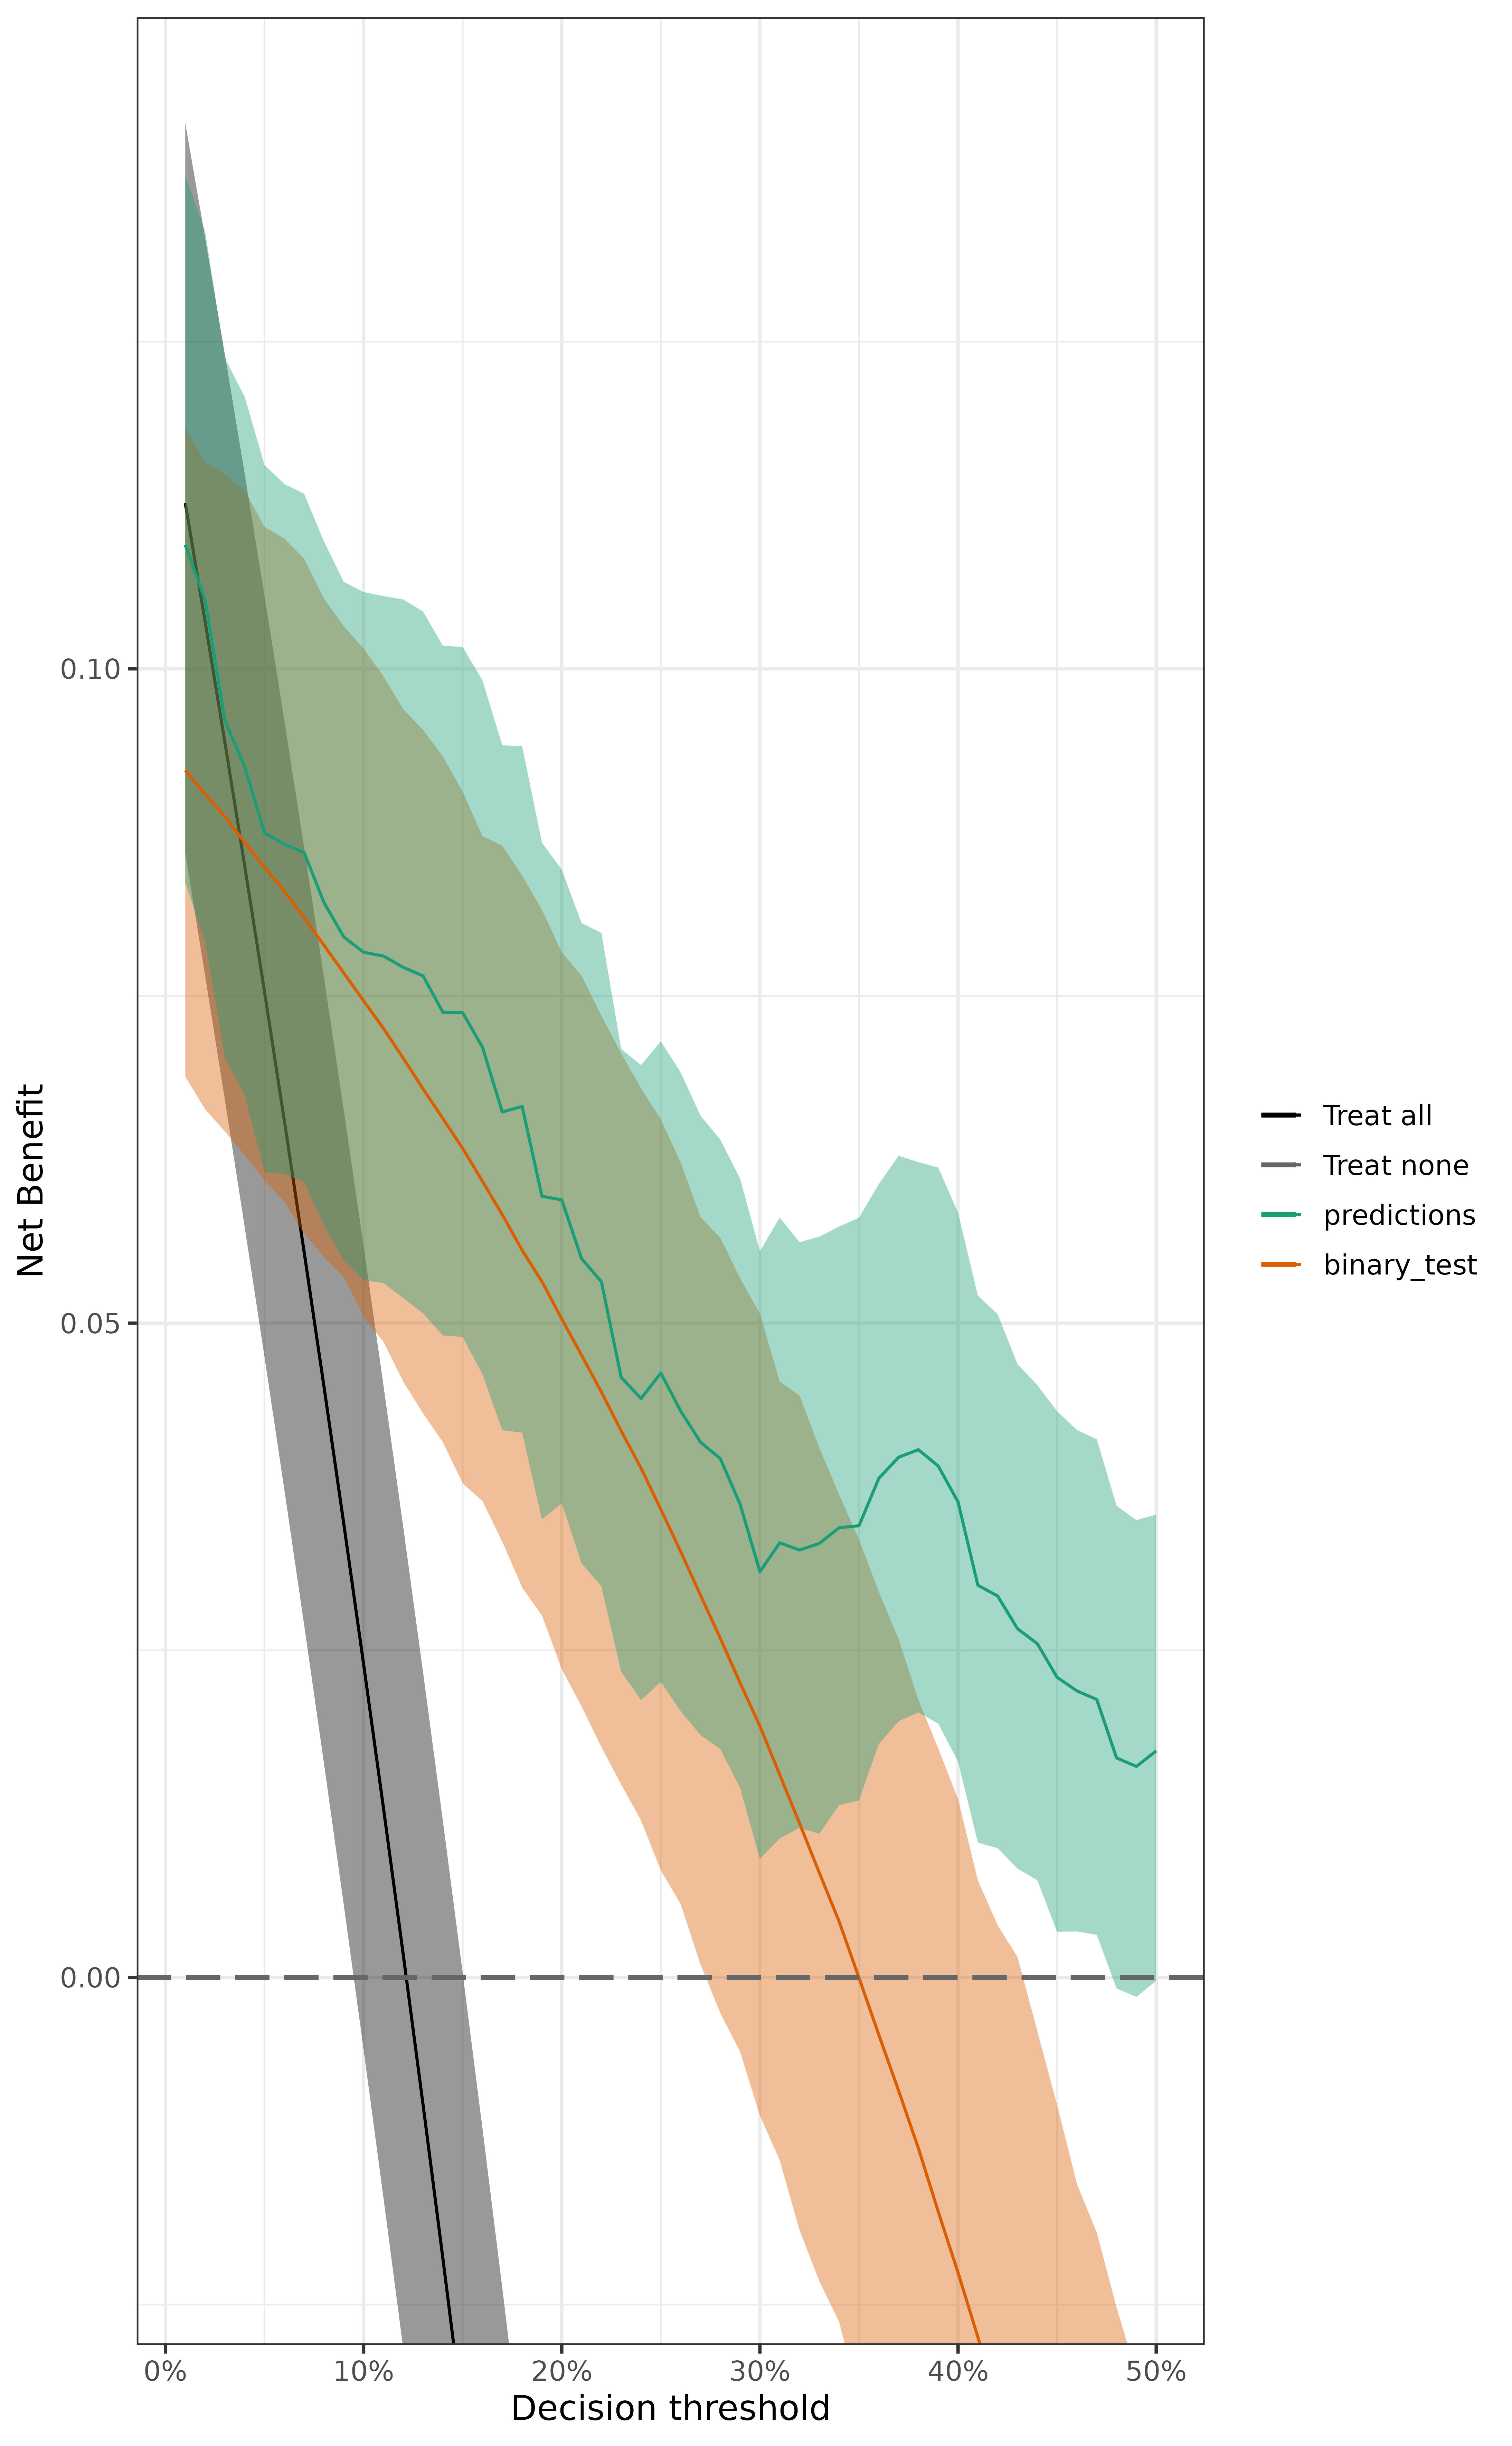 Net Benefit
0.10
0.05
0.00
0%
10%
20%
30%
40%
50%
Decision threshold
Treat all
Treat none
predictions
binary_test